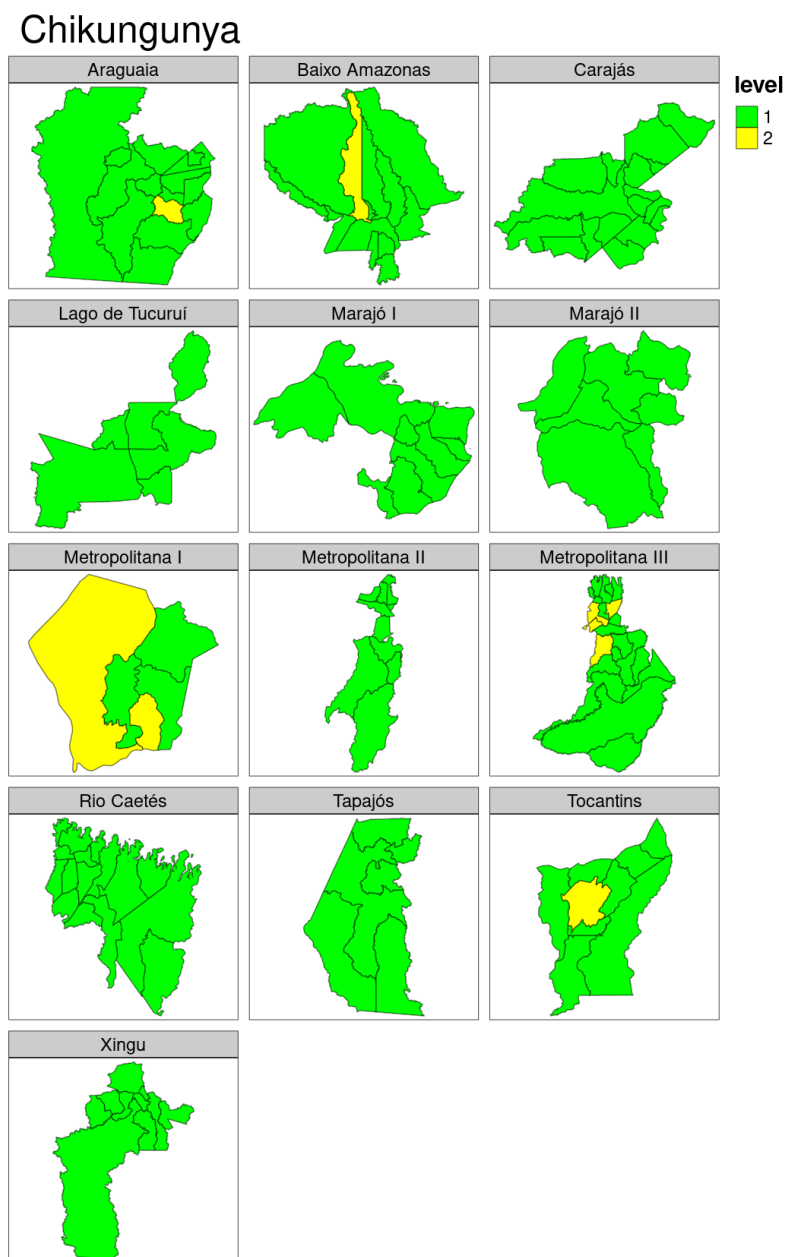 Chikungunya
Araguaia
Baixo Amazonas
Carajás
level
1
2
Lago de Tucuruí
Marajó I
Marajó II
Metropolitana I
Metropolitana II
Metropolitana III
Rio Caetés
Tapajós
Tocantins
Xingu